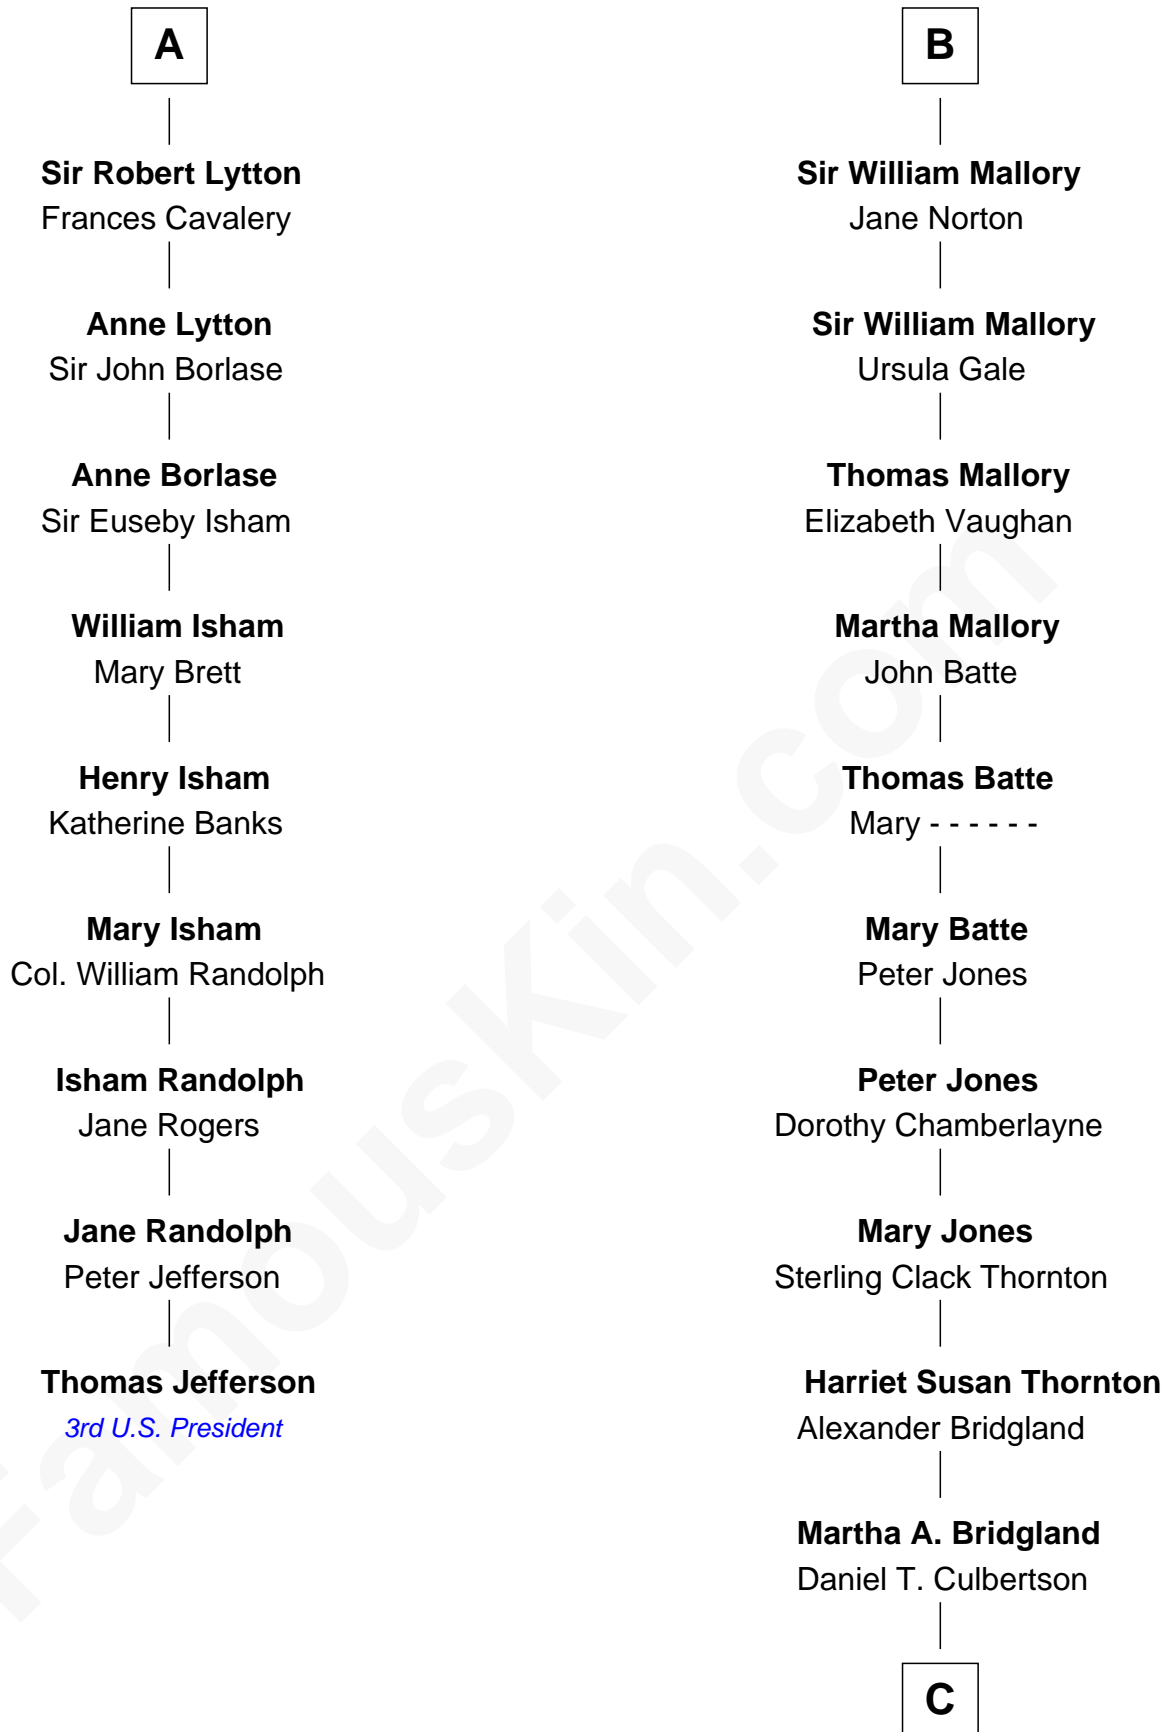 A
Sir Robert Lytton
Frances Cavalery
Anne Lytton
Sir John Borlase
Anne Borlase
Sir Euseby Isham
William Isham
Mary Brett
Henry Isham
Katherine Banks
Mary Isham
Col. William Randolph
Isham Randolph
Jane Rogers
Jane Randolph
Peter Jefferson
Thomas Jefferson
3rd U.S. President
B
Sir William Mallory
Jane Norton
Sir William Mallory
Ursula Gale
Thomas Mallory
Elizabeth Vaughan
Martha Mallory
John Batte
Thomas Batte
Mary - - - - - -
Mary Batte
Peter Jones
Peter Jones
Dorothy Chamberlayne
Mary Jones
Sterling Clack Thornton
Harriet Susan Thornton
Alexander Bridgland
Martha A. Bridgland
Daniel T. Culbertson
C
FamousKin.com